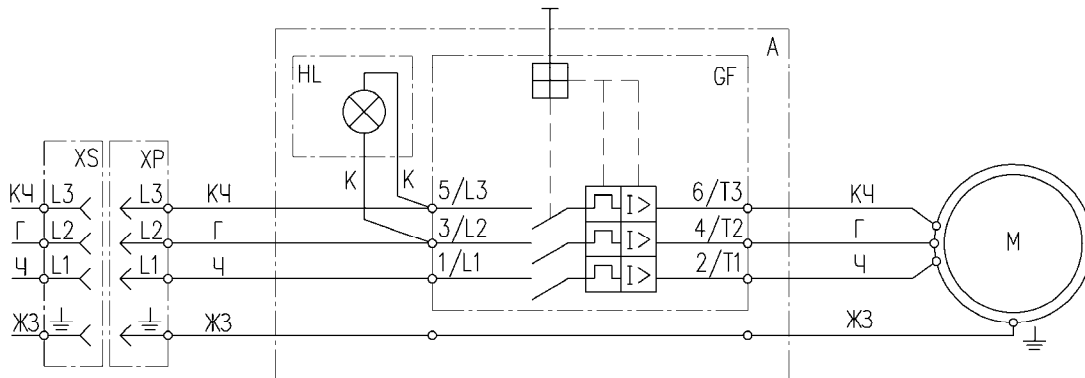 A
HL
GF
XS XP
K K
КЧ L3 L3 КЧ 5/L3 I> 6/T3 КЧ
Г L2 L2 Г 3/L2 I> 4/T2 Г М
Ч L1 L1 Ч 1/L1 I> 2/T1 Ч
ЖЗ ЖЗ ЖЗ